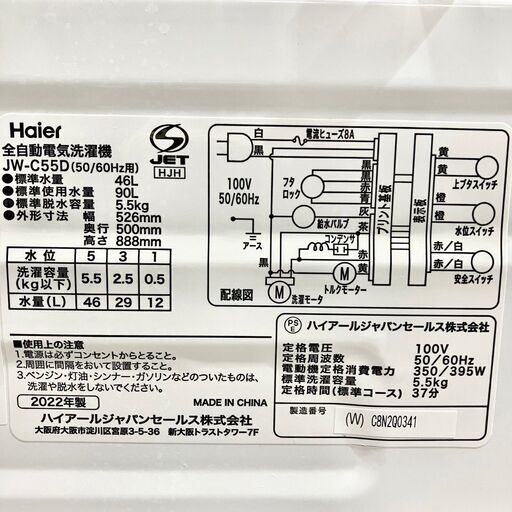 Haier
全自動電気洗濯機
JW-C55D(50/60Hz用)
●標準水量 46L
●標準使用水量 90L
●標準脱水容量 5.5kg
●外形寸法 幅 526mm
奥行 500mm
高さ 888mm
S
JET
HJH
水位 5 3 1
洗濯容量(kg以下) 5.5 2.5 0.5
水量(L) 46 29 12
白
電流ヒューズ8A
黒
100V
50/60Hz
アース
フタロック
黒
黒
赤
青
給水バルブ
灰
茶
コンデンサ
黒
赤
黄
M
洗濯モータ
M
トルクモーター
配線図
プリント基板
表示板
黄
黄
上ブタスイッチ
橙
水位スイッチ
橙
赤/白
赤/白
安全スイッチ
■使用上の注意
1.電源は必ずコンセントからとること。
2.周囲に間隔をおいて設置すること。
3.ベンジン・灯油・シンナー・ガソリンなどのついたものは、
洗濯や脱水をしないでください。
2022年製
MADE IN CHINA
ハイアールジャパンセールス株式会社
大阪府大阪市淀川区宮原3-5-36 新大阪トラストタワー7F
PS
E
ハイアールジャパンセールス株式会社
定格電圧 100V
定格周波数 50/60Hz
電動機定格消費電力 350/395W
標準洗濯容量 5.5kg
定格時間(標準コース) 37分
製造番号 (W) C8N2Q0341